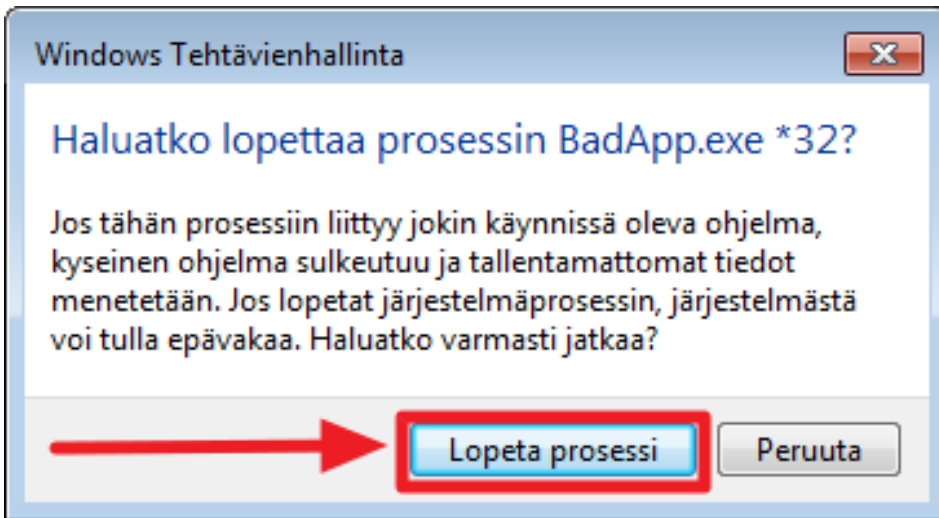 Windows Tehtävienhallinta
Haluatko lopettaa prosessin BadApp.exe *32?
Jos tähän prosessiin liittyy jokin käynnissä oleva ohjelma,
kyseinen ohjelma sulkeutuu ja tallentamattomat tiedot
menetetään. Jos lopetat järjestelmäprosessin, järjestelmästä
voi tulla epävakaa. Haluatko varmasti jatkaa?
Lopeta prosessi
Peruuta